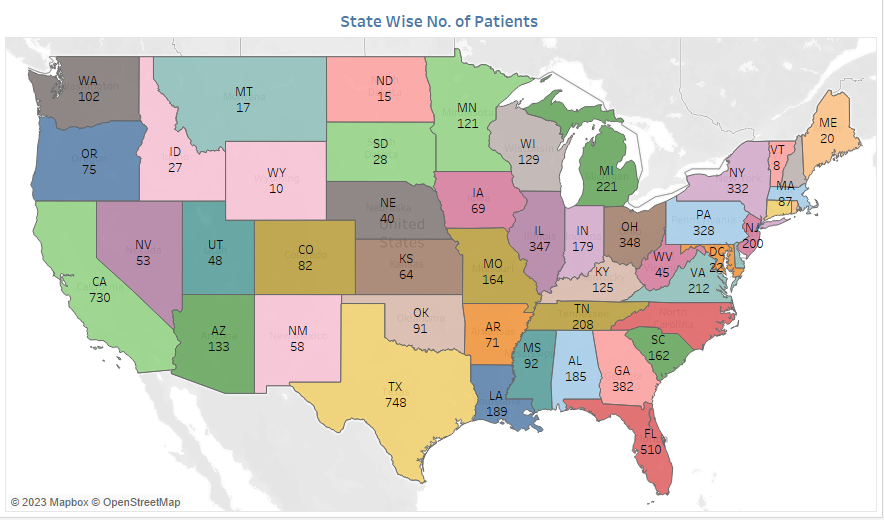 State Wise No. of Patients
WA
102
MT
17
ND
15
MN
121
ME
20
OR
75
ID
27
SD
28
WI
129
VT
8
WY
10
MI
221
NY
332
MA
87
IA
69
NE
40
United
States
PA
328
NV
53
UT
48
CO
82
IL
347
IN
179
OH
348
NJ
200
KS
64
MO
164
WV
45
DC
22
CA
730
KY
125
VA
212
OK
91
TN
208
AZ
133
NM
58
AR
71
MS
92
AL
185
GA
382
SC
162
TX
748
LA
189
FL
510
© 2023 Mapbox © OpenStreetMap